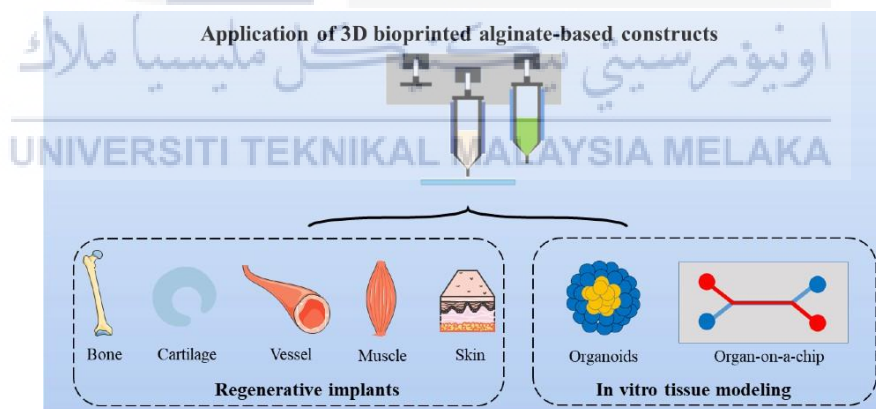 Application of 3D bioprinted alginate-based constructs
اونيۏرسيتي تيكنيكل مليسيا ملاك
UNIVERSITI TEKNIKAL MALAYSIA MELAKA
Bone Cartilage Vessel Muscle Skin
Regenerative implants
Organoids Organ-on-a-chip
In vitro tissue modeling